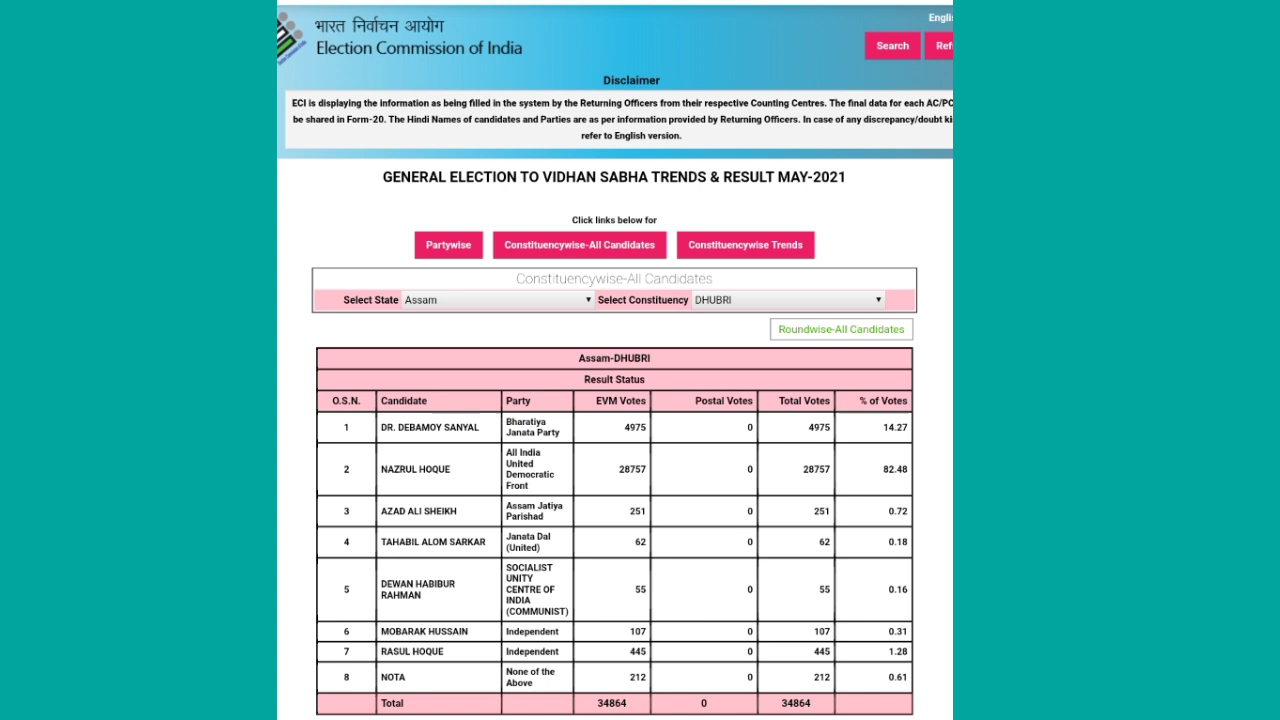 भारत निर्वाचन आयोग
Election Commission of India
Search
Disclaimer
ECI is displaying the information as being filled in the system by the Returning Officers from their respective Counting Centres. The final data for each AC/PC
be shared in Form-20. The Hindi Names of candidates and Parties are as per information provided by Returning Officers. In case of any discrepancy/doubt
refer to English version.
GENERAL ELECTION TO VIDHAN SABHA TRENDS & RESULT MAY-2021
Click links below for
Partywise Constituencywise-All Candidates Constituencywise Trends
Constituencywise-All Candidates
Select State Assam ▼ Select Constituency DHUBRI ▼
Roundwise-All Candidates
Assam-DHUBRI
Result Status
O.S.N. Candidate Party EVM Votes Postal Votes Total Votes % of Votes
1 DR. DEBAMOY SANYAL Bharatiya Janata Party 4975 0 4975 14.27
2 NAZRUL HOQUE All India United Democratic Front 28757 0 28757 82.48
3 AZAD ALI SHEIKH Assam Jatiya Parishad 251 0 251 0.72
4 TAHABIL ALOM SARKAR Janata Dal (United) 62 0 62 0.18
5 DEWAN HABIBUR RAHMAN SOCIALIST UNITY CENTRE OF INDIA (COMMUNIST) 55 0 55 0.16
6 MOBARAK HUSSAIN Independent 107 0 107 0.31
7 RASUL HOQUE Independent 445 0 445 1.28
8 NOTA None of the Above 212 0 212 0.61
Total 34864 0 34864